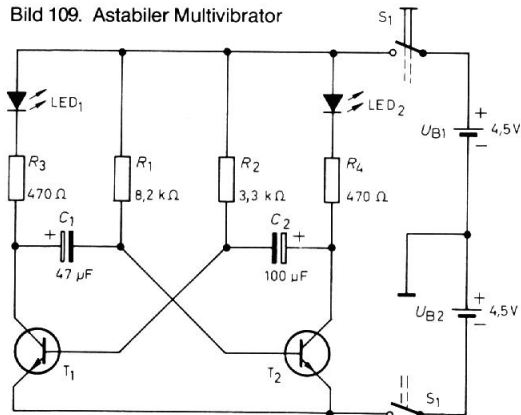 Bild 109. Astabiler Multivibrator
S1
LED1
LED2
UB1
+
4,5V
−
R3
470 Ω
R1
8,2 kΩ
R2
3,3 kΩ
R4
470 Ω
C1
+
47 µF
C2
+
100 µF
UB2
+
4,5V
−
T1
T2
S1